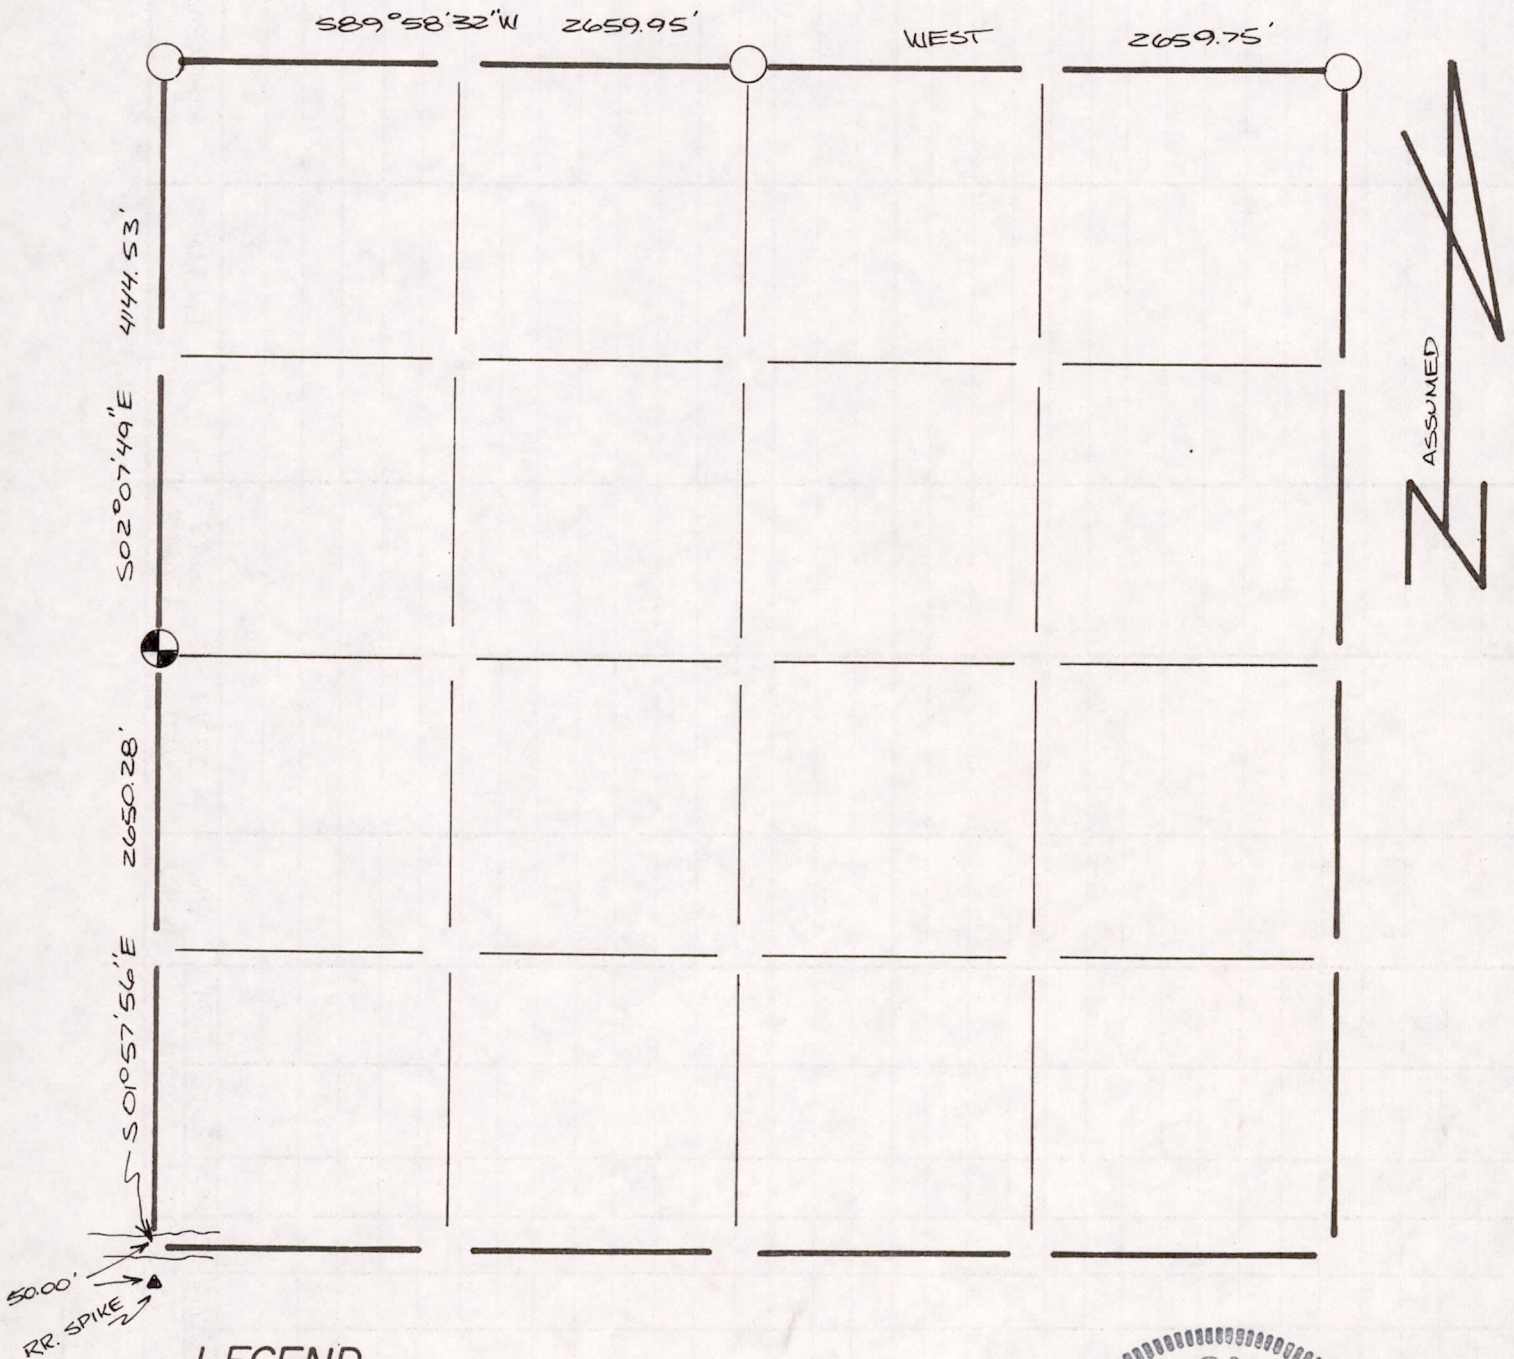 S89°58'32"W 2659.95' WEST 2659.75'
4144.53'
S02°07'49"E
ASSUMED
N
2650.28'
S01°57'56"E
50.00'
RR. SPIKE
LEGEND